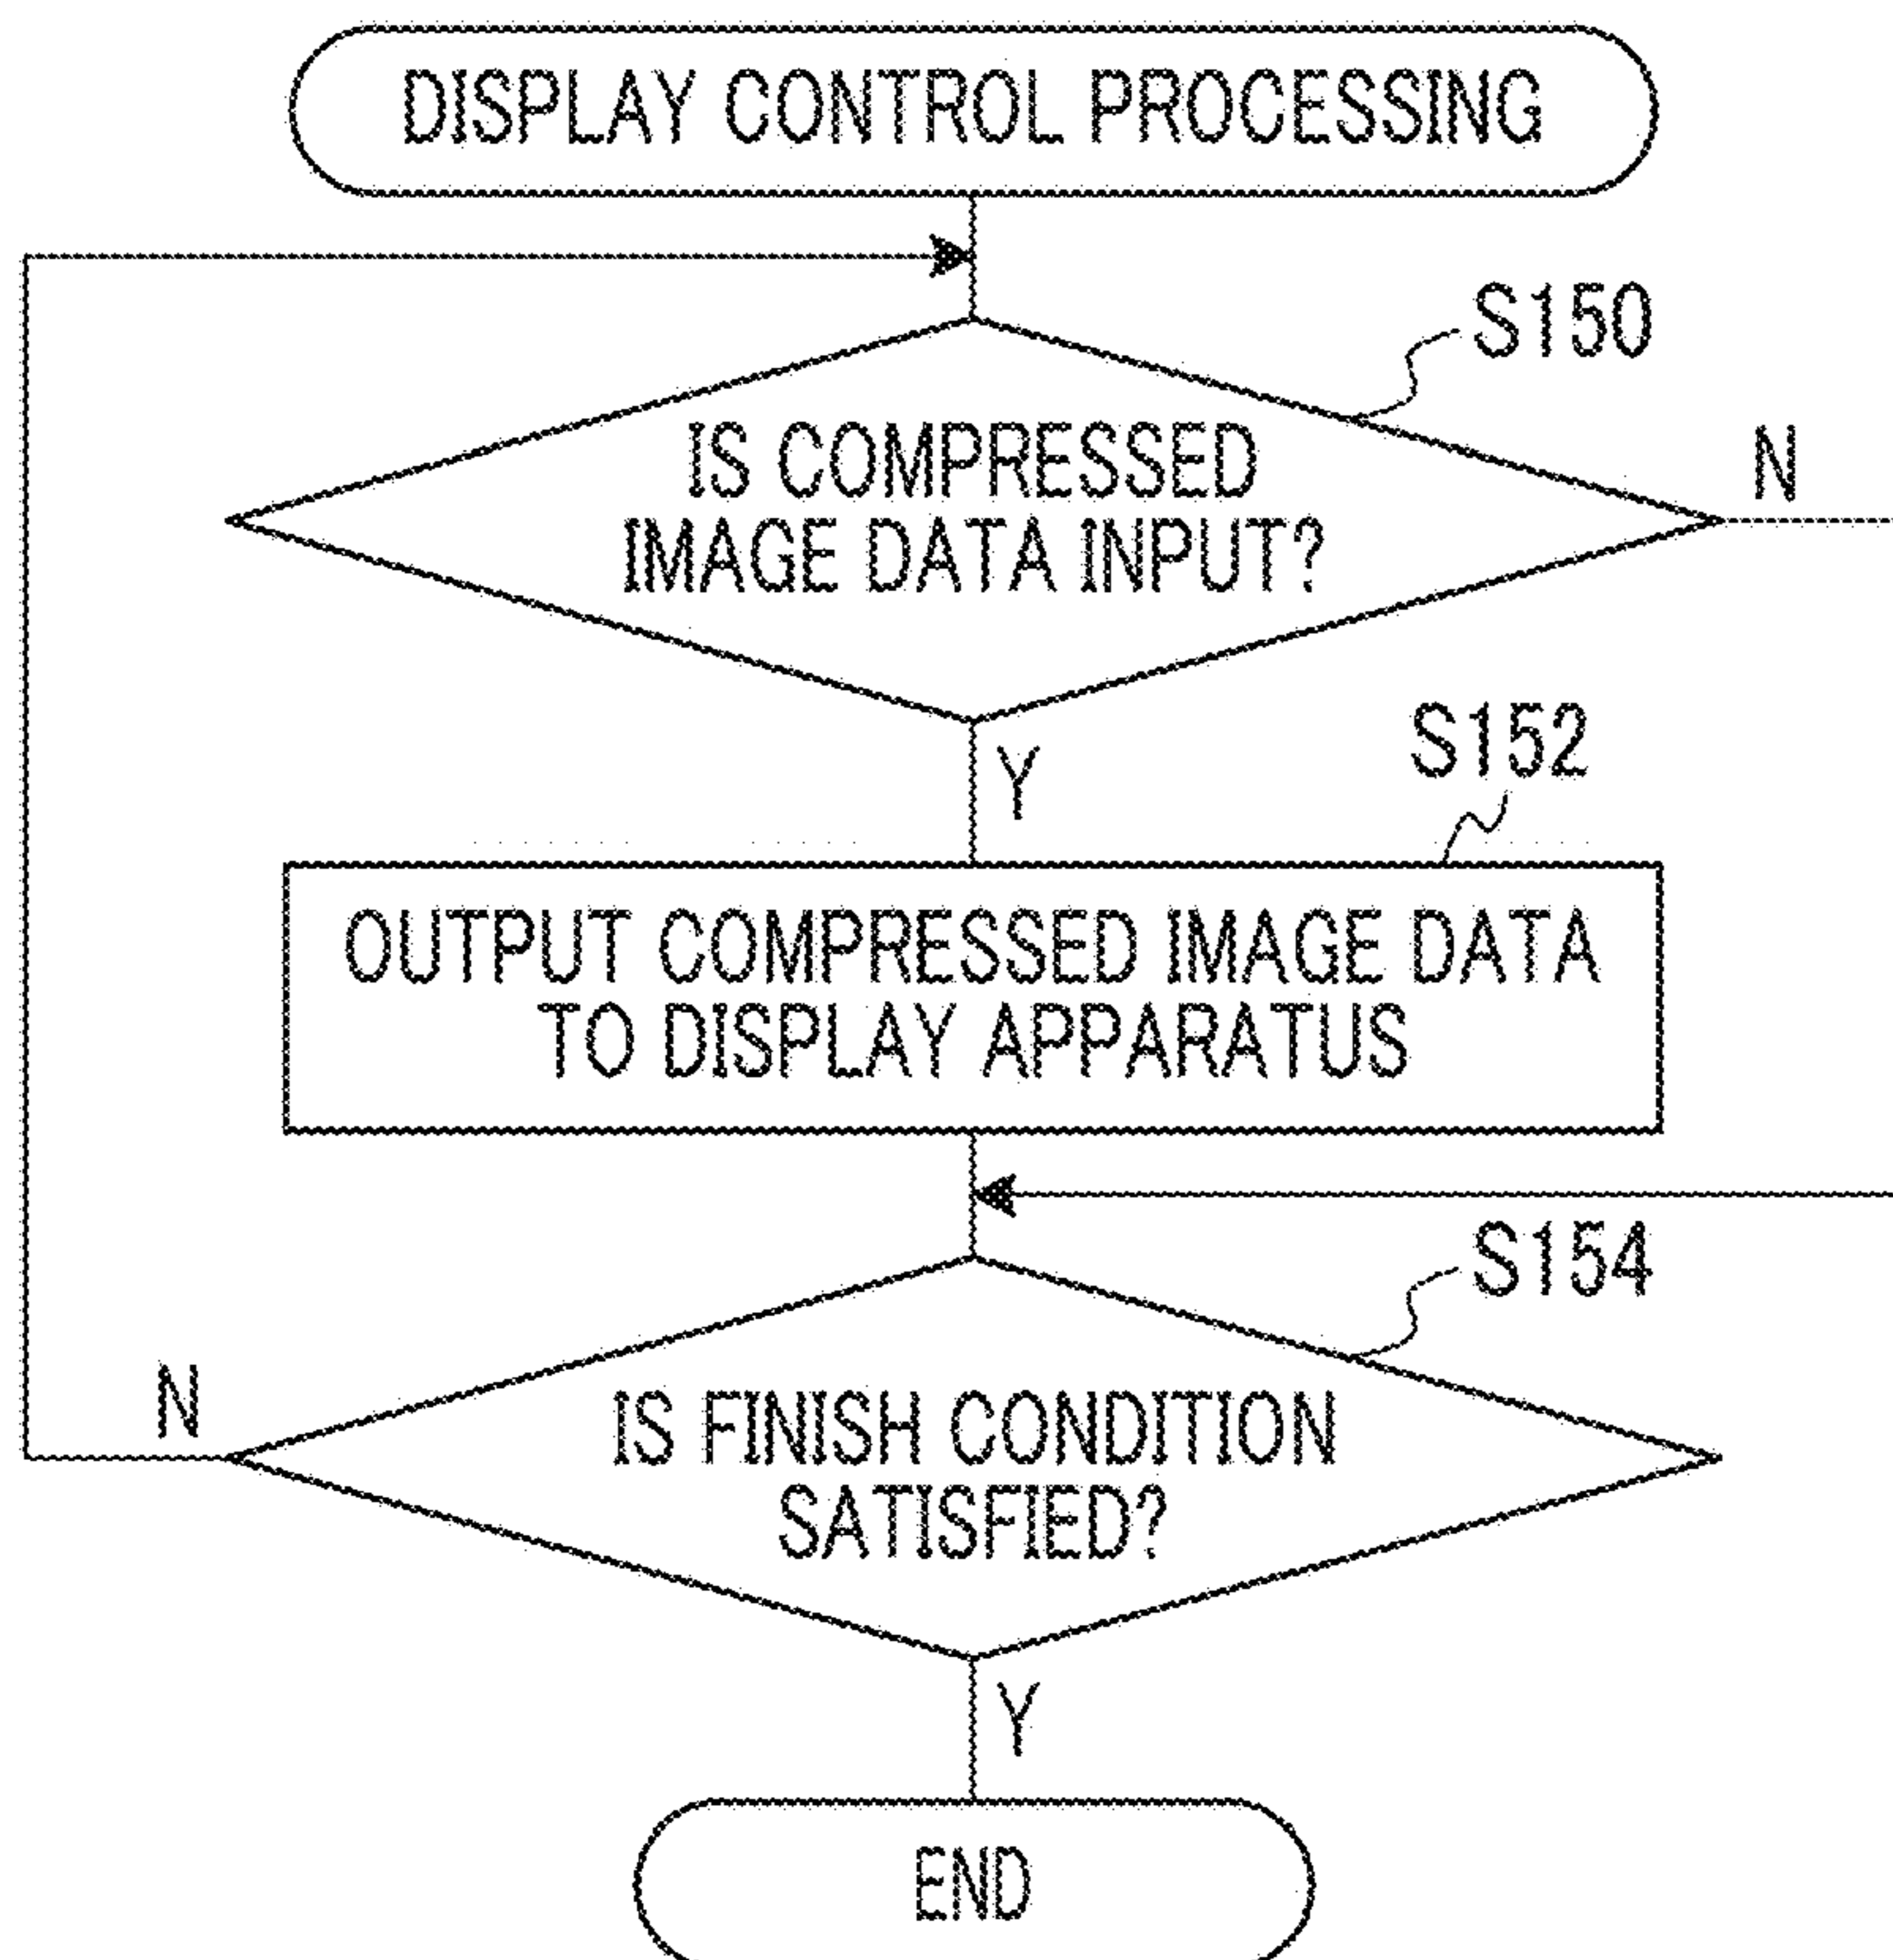 DISPLAY CONTROL PROCESSING
S150
IS COMPRESSED
IMAGE DATA INPUT?
N
Y
S152
OUTPUT COMPRESSED IMAGE DATA
TO DISPLAY APPARATUS
S154
IS FINISH CONDITION
SATISFIED?
N
Y
END